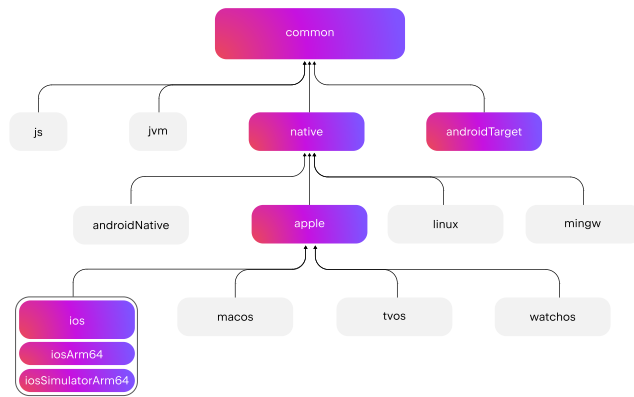 common
js
jvm
native
androidTarget
androidNative
apple
linux
mingw
ios
macos
tvos
watchos
iosArm64
iosSimulatorArm64